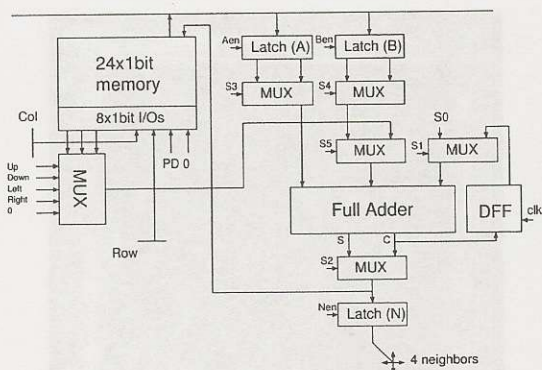 Aen
Latch (A)
Ben
Latch (B)
24x1bit
memory
S3
MUX
S4
MUX
Col
8x1bit I/Os
S0
S5
MUX
S1
MUX
PD 0
Up
Down
Left
Right
0
MUX
Full Adder
DFF
clk
Row
S
C
S2
MUX
Nen
Latch (N)
4 neighbors